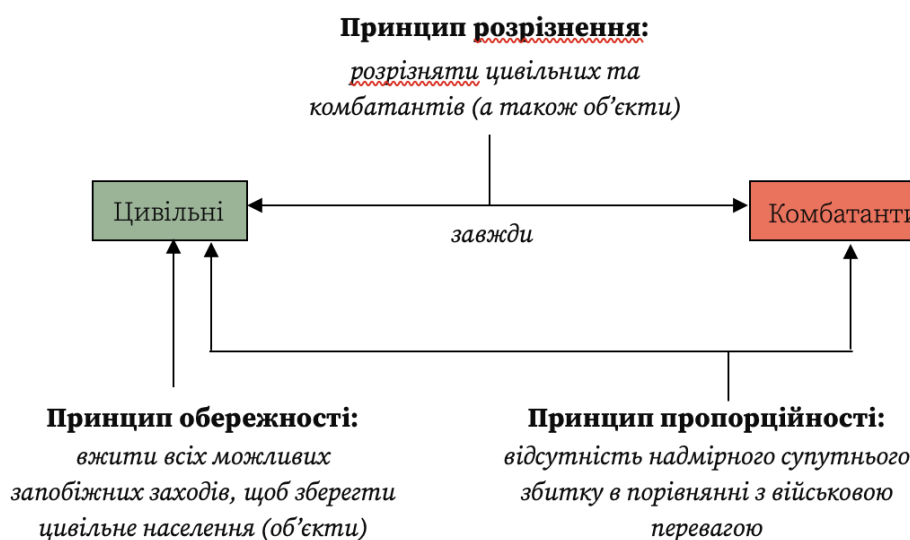 Принцип розрізнення:
розрізняти цивільних та
комбатантів (а також об’єкти)
Цивільні
Комбатанти
завжди
Принцип обережності:
вжити всіх можливих
запобіжних заходів, щоб зберегти
цивільне населення (об’єкти)
Принцип пропорційності:
відсутність надмірного супутнього
збитку в порівнянні з військовою
перевагою